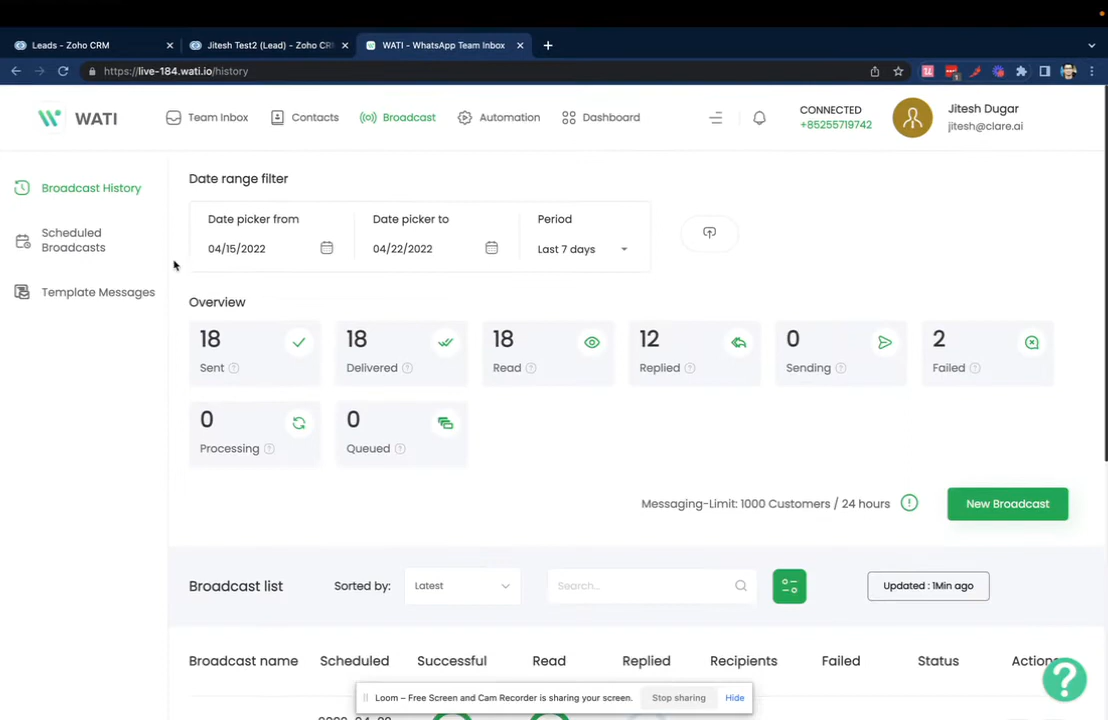 Leads - Zoho CRM
Jitesh Test2 (Lead) - Zoho CR
WATI - WhatsApp Team Inbox
https://live-184.wati.io/history
1
WATI
Team Inbox
Contacts
Broadcast
Automation
Dashboard
CONNECTED
+85255719742
Jitesh Dugar
jitesh@clare.ai
Broadcast History
Scheduled
Broadcasts
Template Messages
Date range filter
Date picker from
Date picker to
Period
04/15/2022
04/22/2022
Last 7 days
Overview
18
Sent
18
Delivered
18
Read
12
Replied
0
Sending
2
Failed
0
Processing
0
Queued
Messaging-Limit: 1000 Customers / 24 hours
New Broadcast
Broadcast list
Sorted by:
Latest
Search...
Updated : 1Min ago
Broadcast name
Scheduled
Successful
Read
Replied
Recipients
Failed
Status
Actions
Loom – Free Screen and Cam Recorder is sharing your screen.
Stop sharing
Hide